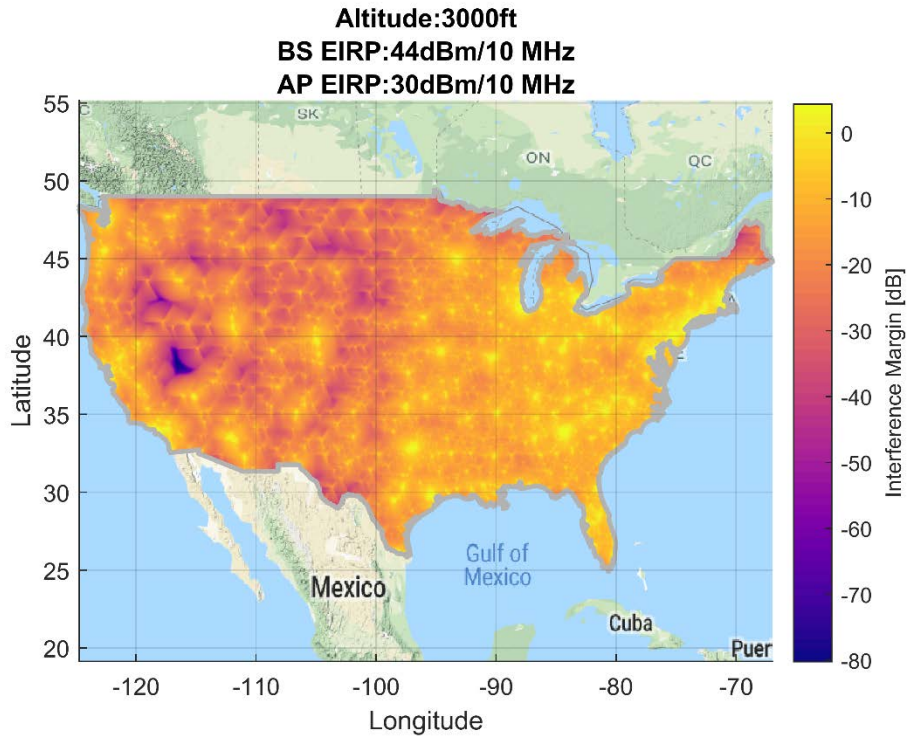 Altitude:3000ft
BS EIRP:44dBm/10 MHz
AP EIRP:30dBm/10 MHz
55
50
45
40
35
30
25
20
Latitude
C
SK
ON
QC
Gulf of
Mexico
Mexico
Cuba
Puer
-120
-110
-100
-90
-80
-70
Longitude
0
-10
-20
-30
-40
-50
-60
-70
-80
Interference Margin [dB]